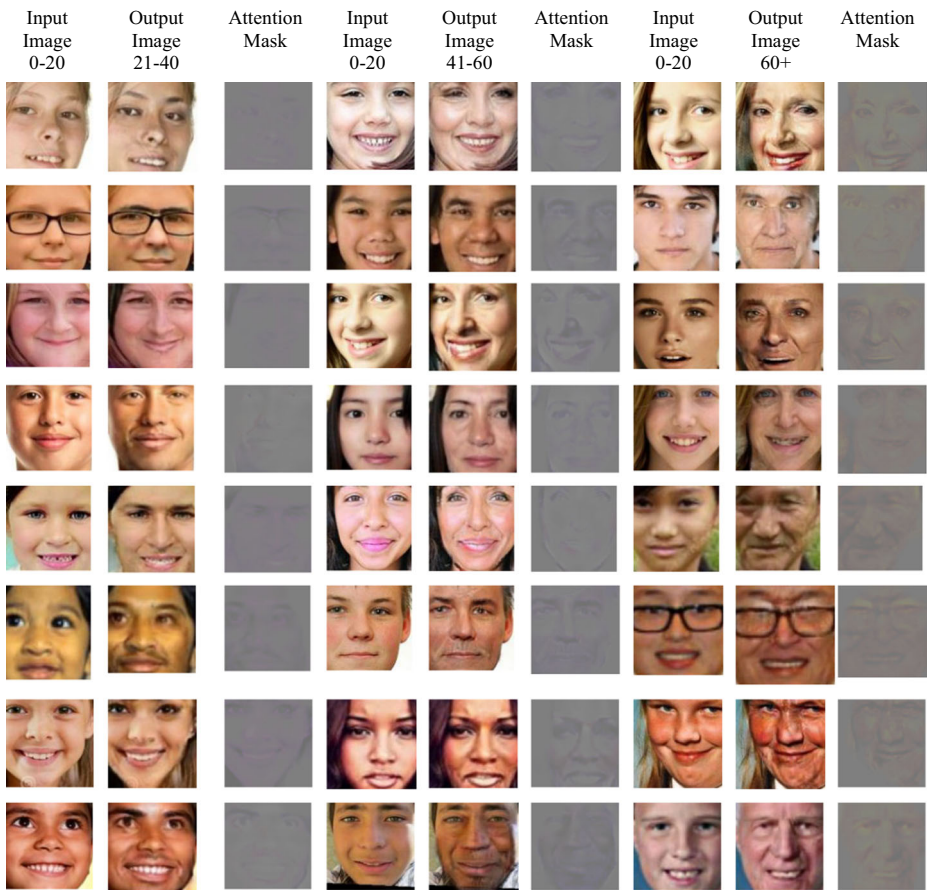 Input Output Attention Input Output Attention Input Output Attention
Image Image Mask Image Image Mask Image Image Mask
0-20 21-40 0-20 41-60 0-20 60+